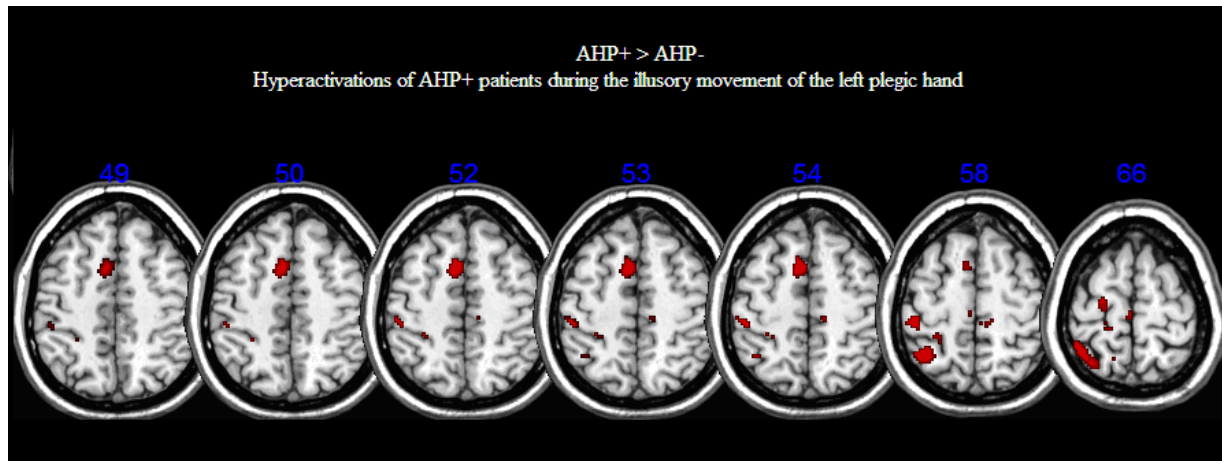 AHP+ > AHP-
Hyperactivations of AHP+ patients during the illusory movement of the left plegic hand
49 50 52 53 54 58 66